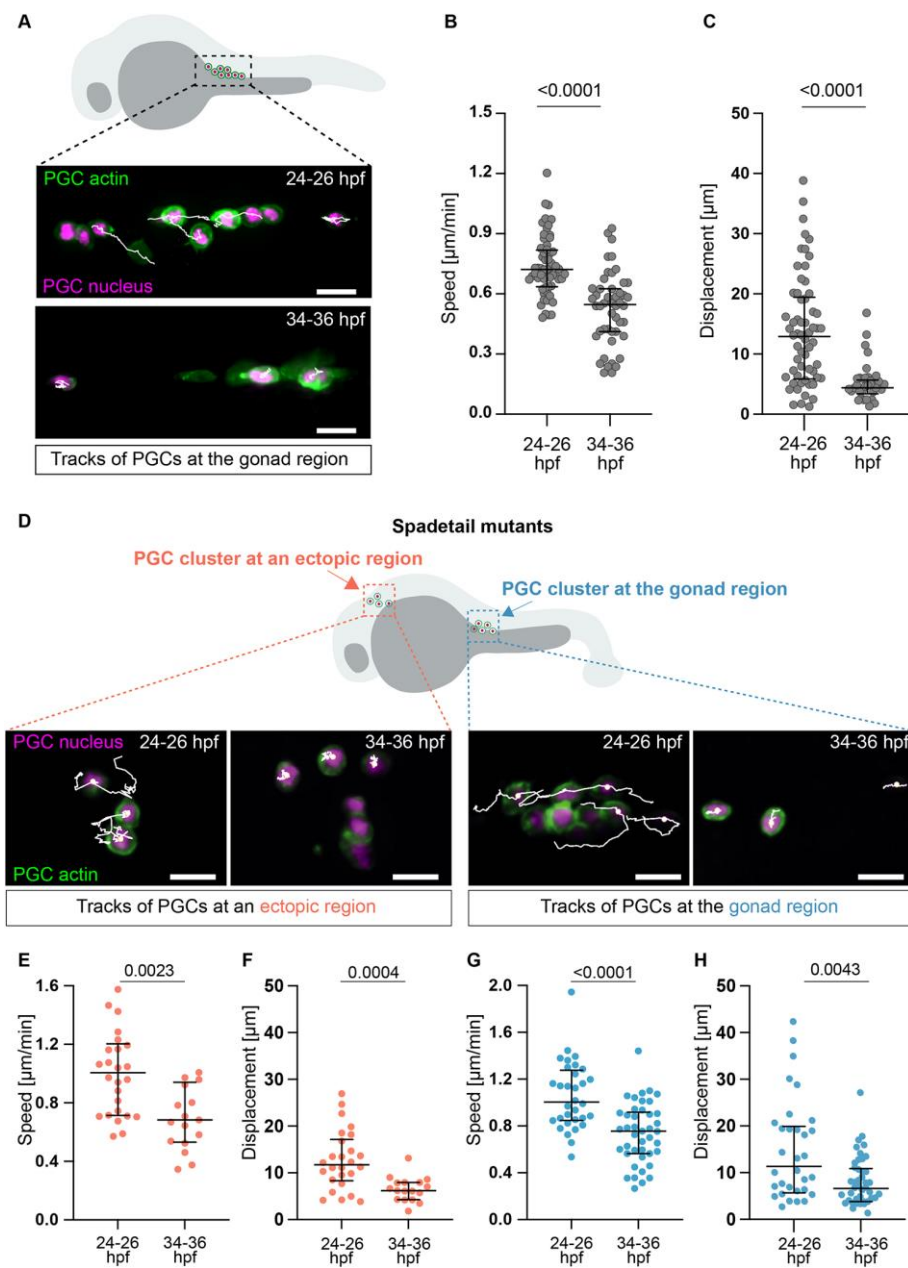 A
PGC actin
24-26 hpf
PGC nucleus
34-36 hpf
Tracks of PGCs at the gonad region
B
<0.0001
Speed [µm/min]
1.5
1.2
0.9
0.6
0.3
0.0
24-26
hpf
34-36
hpf
C
<0.0001
Displacement [µm]
50
40
30
20
10
0
24-26
hpf
34-36
hpf
D
Spadetail mutants
PGC cluster at an ectopic region
PGC cluster at the gonad region
PGC nucleus
24-26 hpf
PGC actin
34-36 hpf
24-26 hpf
34-36 hpf
Tracks of PGCs at an ectopic region
Tracks of PGCs at the gonad region
E
0.0023
Speed [µm/min]
1.6
1.2
0.8
0.4
0.0
24-26
hpf
34-36
hpf
F
0.0004
Displacement [µm]
50
40
30
20
10
0
24-26
hpf
34-36
hpf
G
<0.0001
Speed [µm/min]
2.0
1.6
1.2
0.8
0.4
0.0
24-26
hpf
34-36
hpf
H
0.0043
Displacement [µm]
50
40
30
20
10
0
24-26
hpf
34-36
hpf